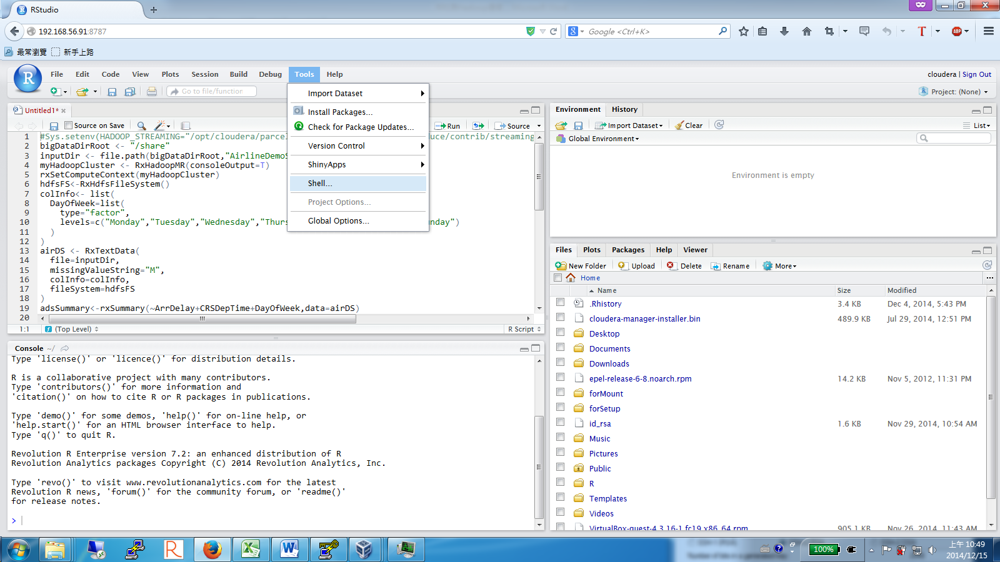 RStudio
192.168.56.91:8787
Google <Ctrl+K>
最常瀏覽 新手上路
File Edit Code View Plots Session Build Debug Tools Help
cloudera | Sign Out
Go to file/function
Project: (None)
Import Dataset
Install Packages...
Check for Package Updates...
Version Control
ShinyApps
Shell...
Project Options...
Global Options...
Untitled1*
Source on Save
Run
Source
1 #Sys.setenv(HADOOP_STREAMING="/opt/cloudera/parcel uce/contrib/streaming
2 bigDataDirRoot <- "/share"
3 inputDir <- file.path(bigDataDirRoot,"AirlineDemoS
4 myHadoopCluster <- RxHadoopMR(consoleOutput=T)
5 rxSetComputeContext(myHadoopCluster)
6 hdfsFS<-RxHdfsFileSystem()
7 colInfo<- list(
8 DayOfWeek=list(
9 type="factor",
10 levels=c("Monday","Tuesday","Wednesday","Thurs unday")
11 )
12 )
13 airDS <- RxTextData(
14 file=inputDir,
15 missingValueString="M",
16 colInfo=colInfo,
17 fileSystem=hdfsFS
18 )
19 adsSummary<-rxSummary(~ArrDelay+CRSDepTime+DayOfWeek,data=airDS)
20
1:1 (Top Level) R Script
Console ~/
Type 'license()' or 'licence()' for distribution details.
R is a collaborative project with many contributors.
Type 'contributors()' for more information and
'citation()' on how to cite R or R packages in publications.
Type 'demo()' for some demos, 'help()' for on-line help, or
'help.start()' for an HTML browser interface to help.
Type 'q()' to quit R.
Revolution R Enterprise version 7.2: an enhanced distribution of R
Revolution Analytics packages Copyright (C) 2014 Revolution Analytics, Inc.
Type 'revo()' to visit www.revolutionanalytics.com for the latest
Revolution R news, 'forum()' for the community forum, or 'readme()'
for release notes.
>
Environment History
Import Dataset Clear List
Global Environment
Environment is empty
Files Plots Packages Help Viewer
New Folder Upload Delete Rename More
Home
Name Size Modified
.Rhistory 3.4 KB Dec 4, 2014, 5:43 PM
cloudera-manager-installer.bin 489.9 KB Jul 29, 2014, 12:51 PM
Desktop
Documents
Downloads
epel-release-6-8.noarch.rpm 14.2 KB Nov 5, 2012, 11:31 PM
forMount
forSetup
id_rsa 1.6 KB Nov 29, 2014, 10:54 AM
Music
Pictures
Public
R
Templates
Videos
VirtualBox-guest-4.3.16-1.fc19.x86_64.rpm 905.1 KB Nov 26, 2014, 11:43 AM
100%
上午 10:49
2014/12/15